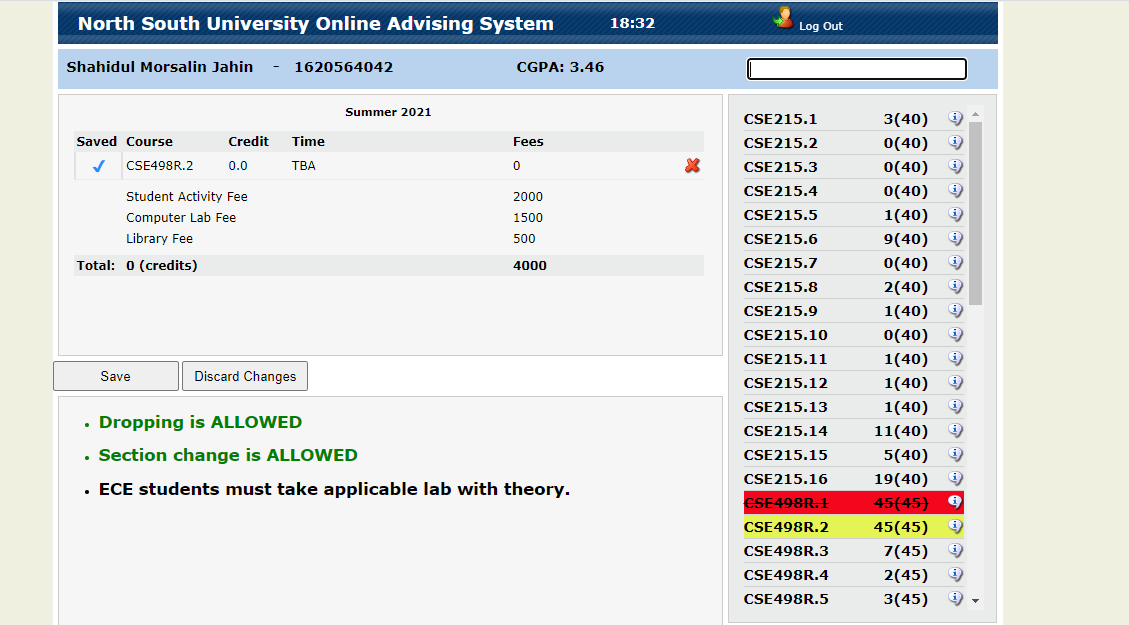 North South University Online Advising System 18:32 Log Out
Shahidul Morsalin Jahin - 1620564042 CGPA: 3.46
Summer 2021
Saved Course Credit Time Fees
CSE498R.2 0.0 TBA 0
Student Activity Fee 2000
Computer Lab Fee 1500
Library Fee 500
Total: 0 (credits) 4000
Save Discard Changes
• Dropping is ALLOWED
• Section change is ALLOWED
• ECE students must take applicable lab with theory.
CSE215.1 3(40)
CSE215.2 0(40)
CSE215.3 0(40)
CSE215.4 0(40)
CSE215.5 1(40)
CSE215.6 9(40)
CSE215.7 0(40)
CSE215.8 2(40)
CSE215.9 1(40)
CSE215.10 0(40)
CSE215.11 1(40)
CSE215.12 1(40)
CSE215.13 1(40)
CSE215.14 11(40)
CSE215.15 5(40)
CSE215.16 19(40)
CSE498R.1 45(45)
CSE498R.2 45(45)
CSE498R.3 7(45)
CSE498R.4 2(45)
CSE498R.5 3(45)